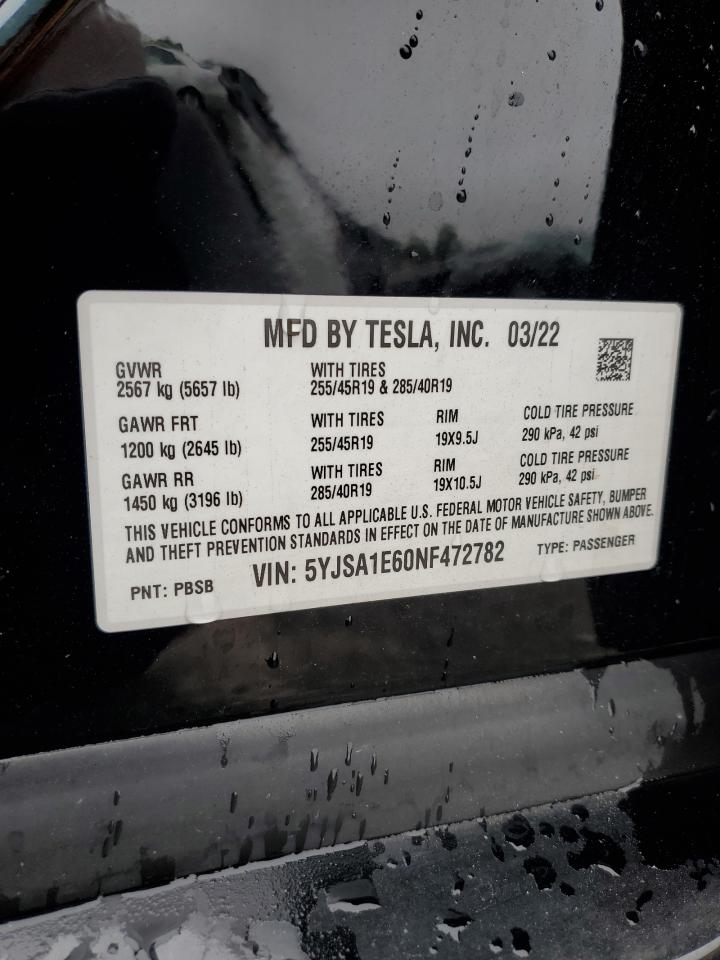 MFD BY TESLA, INC. 03/22
GVWR WITH TIRES
2567 kg (5657 lb) 255/45R19 & 285/40R19
GAWR FRT WITH TIRES RIM COLD TIRE PRESSURE
1200 kg (2645 lb) 255/45R19 19X9.5J 290 kPa, 42 psi
GAWR RR WITH TIRES RIM COLD TIRE PRESSURE
1450 kg (3196 lb) 285/40R19 19X10.5J 290 kPa, 42 psi
THIS VEHICLE CONFORMS TO ALL APPLICABLE U.S. FEDERAL MOTOR VEHICLE SAFETY, BUMPER
AND THEFT PREVENTION STANDARDS IN EFFECT ON THE DATE OF MANUFACTURE SHOWN ABOVE.
PNT: PBSB VIN: 5YJSA1E60NF472782 TYPE: PASSENGER